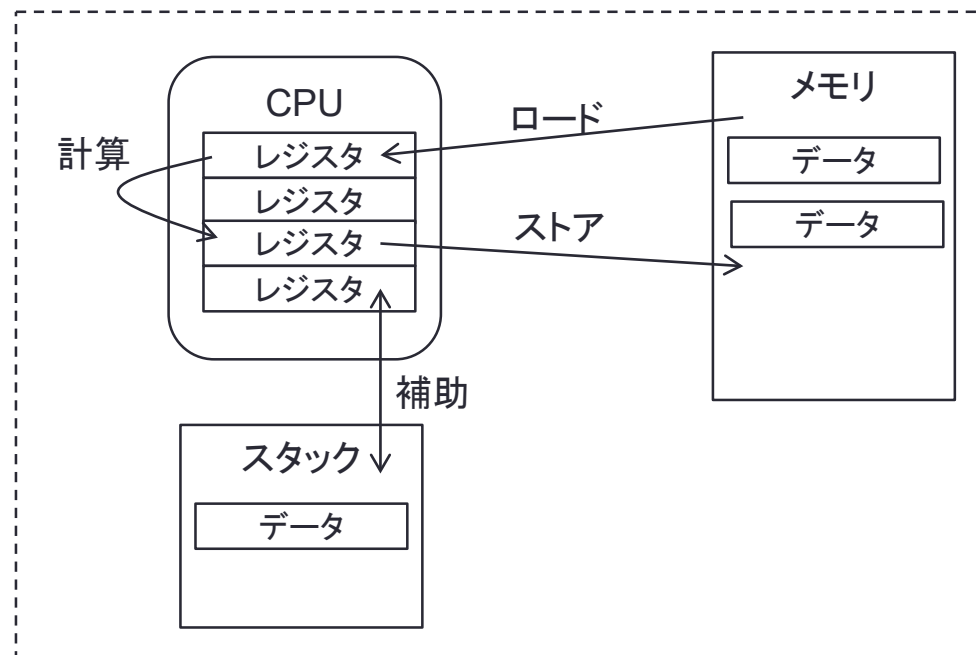 CPU
レジスタ
レジスタ
レジスタ
レジスタ
計算
ロード
ストア
メモリ
データ
データ
補助
スタック
データ